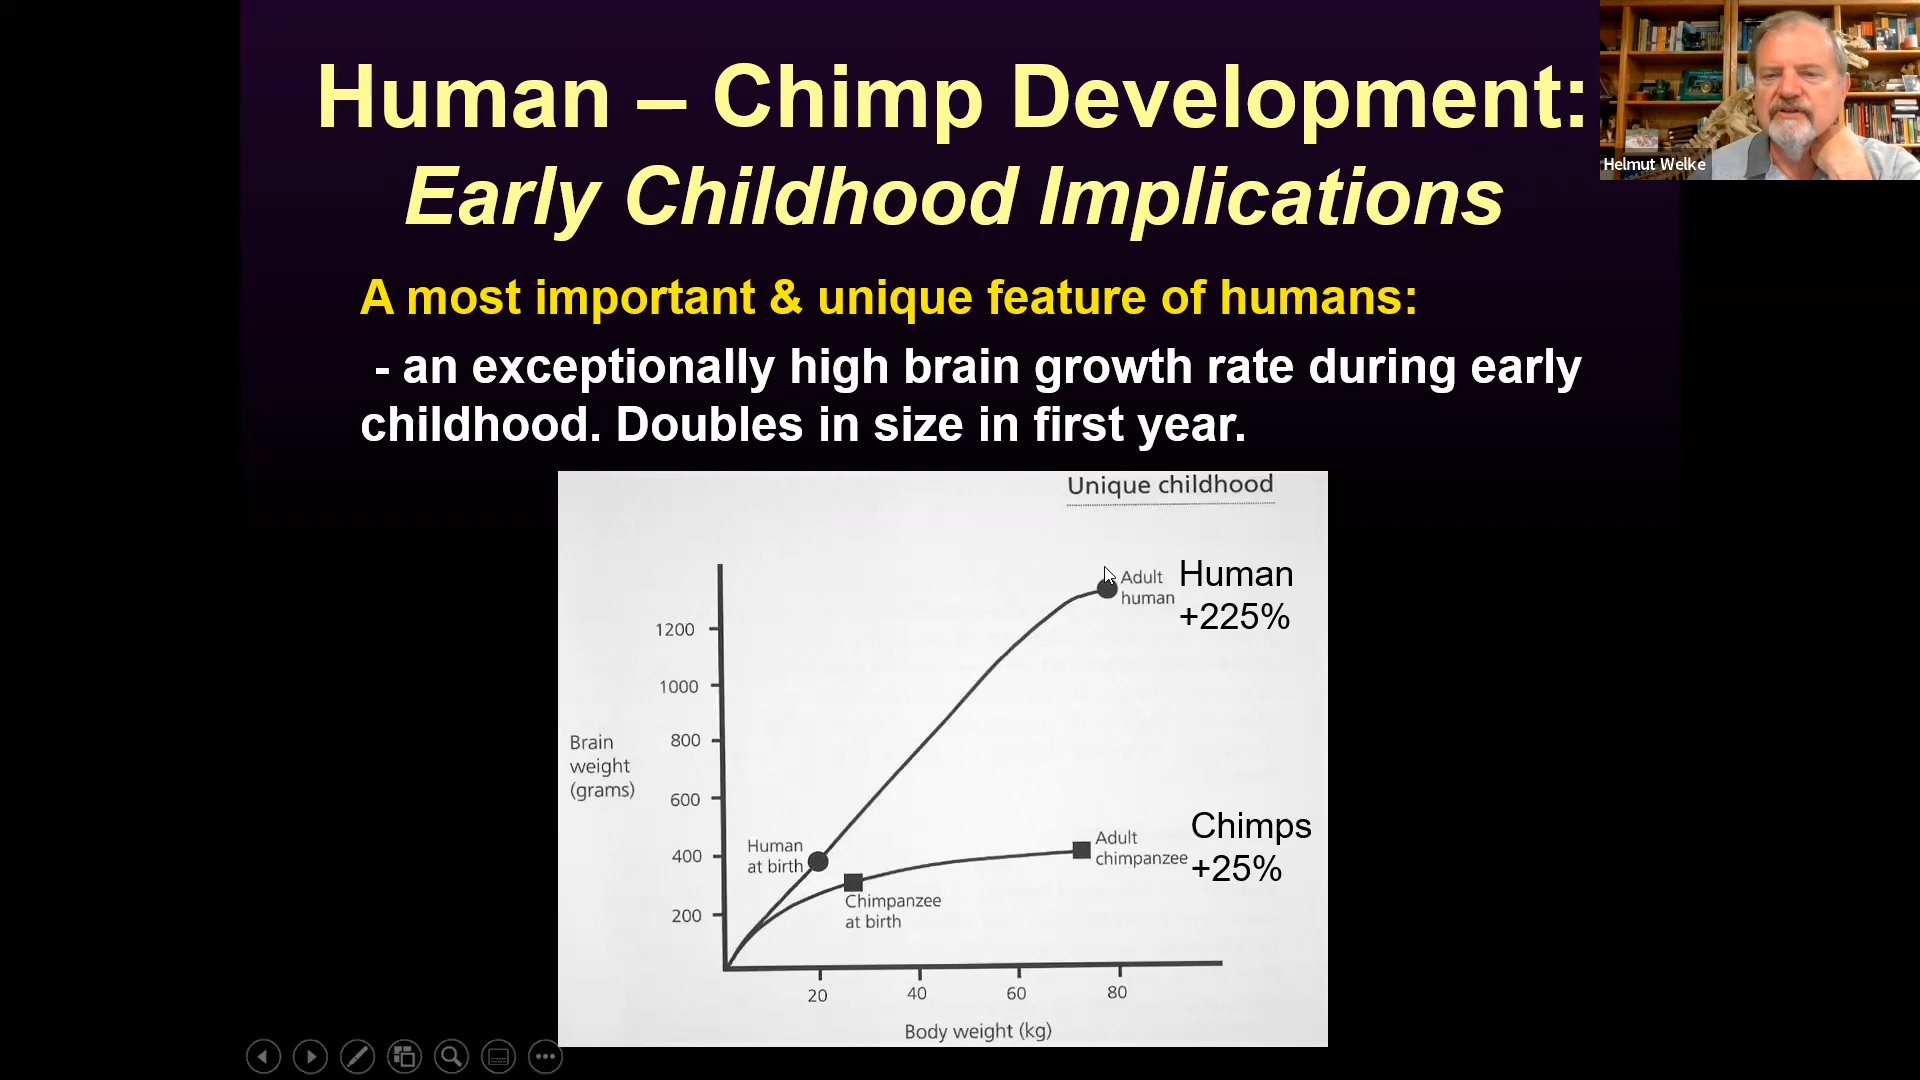 Human – Chimp Development:
Early Childhood Implications
Helmut Welke
A most important & unique feature of humans:
- an exceptionally high brain growth rate during early
childhood. Doubles in size in first year.
Unique childhood
Adult
human
Human
+225%
1200
1000
800
600
400
200
Brain
weight
(grams)
Human
at birth
Chimpanzee
at birth
Adult
chimpanzee
Chimps
+25%
20
40
60
80
Body weight (kg)